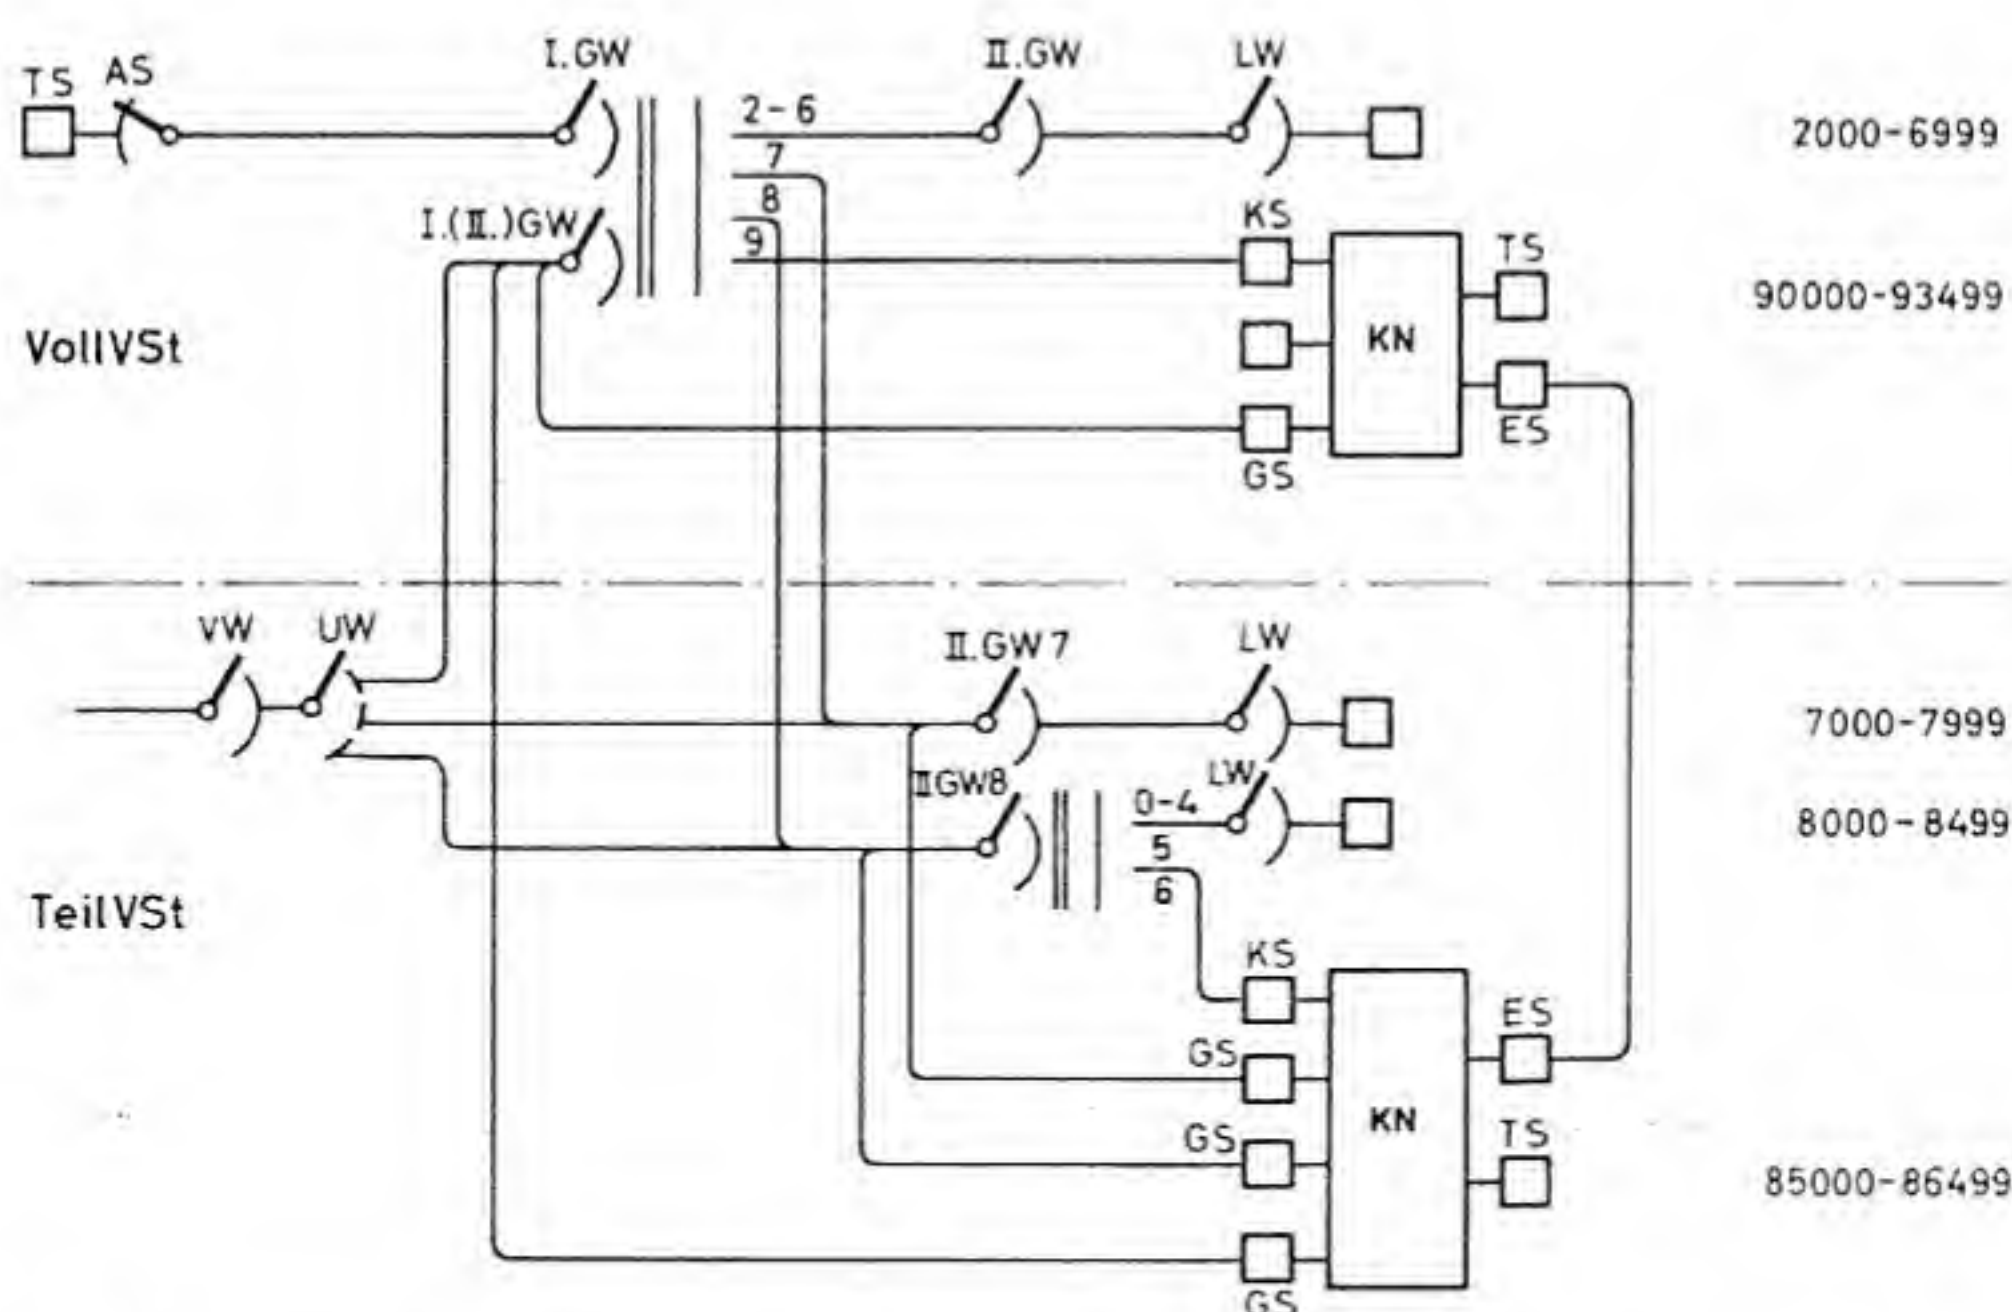 TS AS I.GW II.GW LW
2-6 2000-6999
7
8
I.(II.)GW 9 KS TS
90000-93499
VollVSt KN
ES
GS
VW UW II.GW7 LW
7000-7999
IIGW8 0-4 LW 8000-8499
5
6
TeilVSt
KS
ES
GS
KN
GS TS
85000-86499
GS